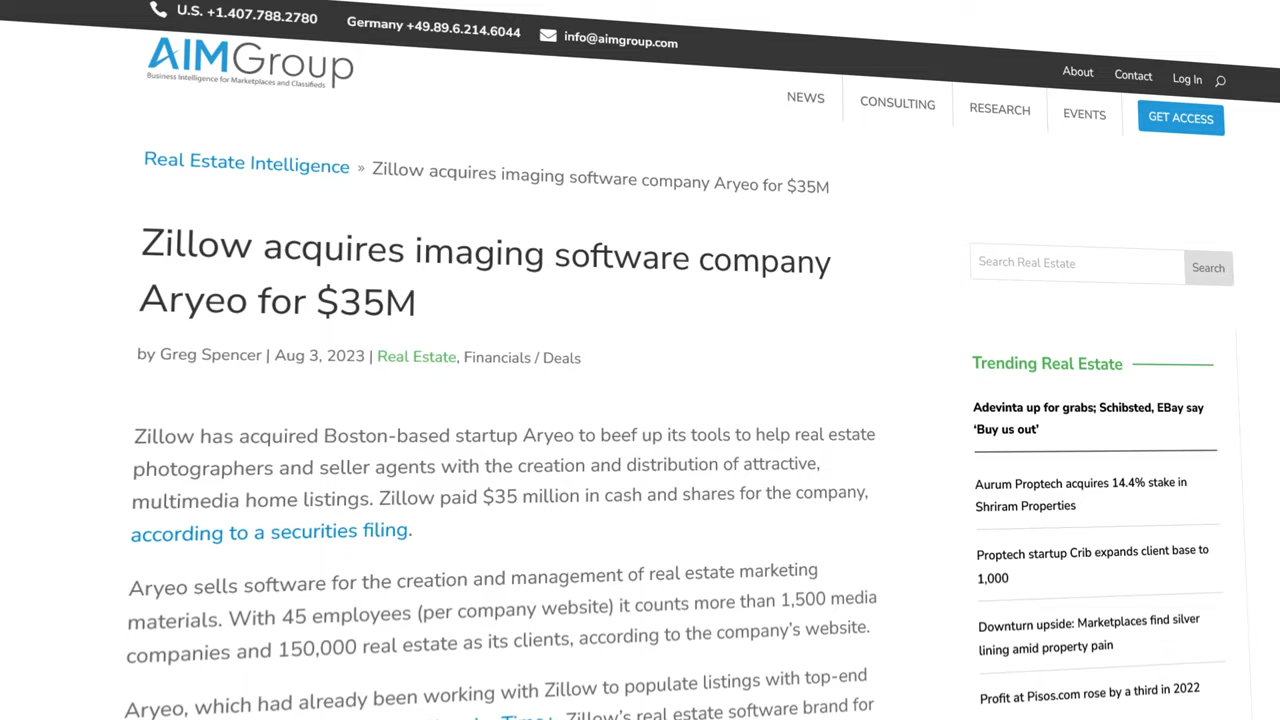 U.S. +1.407.788.2780
Germany +49.89.6.214.6044
info@aimgroup.com
About
Contact
Log In
AIMGroup
Business Intelligence for Marketplaces and Classifieds
NEWS
CONSULTING
RESEARCH
EVENTS
GET ACCESS
Real Estate Intelligence » Zillow acquires imaging software company Aryeo for $35M
Zillow acquires imaging software company
Aryeo for $35M
by Greg Spencer | Aug 3, 2023 | Real Estate, Financials / Deals
Zillow has acquired Boston-based startup Aryeo to beef up its tools to help real estate
photographers and seller agents with the creation and distribution of attractive,
multimedia home listings. Zillow paid $35 million in cash and shares for the company,
according to a securities filing.
Aryeo sells software for the creation and management of real estate marketing
materials. With 45 employees (per company website) it counts more than 1,500 media
companies and 150,000 real estate as its clients, according to the company's website.
Aryeo, which had already been working with Zillow to populate listings with top-end
Zillow's real estate software brand for
Search Real Estate
Search
Trending Real Estate
Adevinta up for grabs; Schibsted, EBay say
‘Buy us out’
Aurum Proptech acquires 14.4% stake in
Shriram Properties
Proptech startup Crib expands client base to
1,000
Downturn upside: Marketplaces find silver
lining amid property pain
Profit at Pisos.com rose by a third in 2022